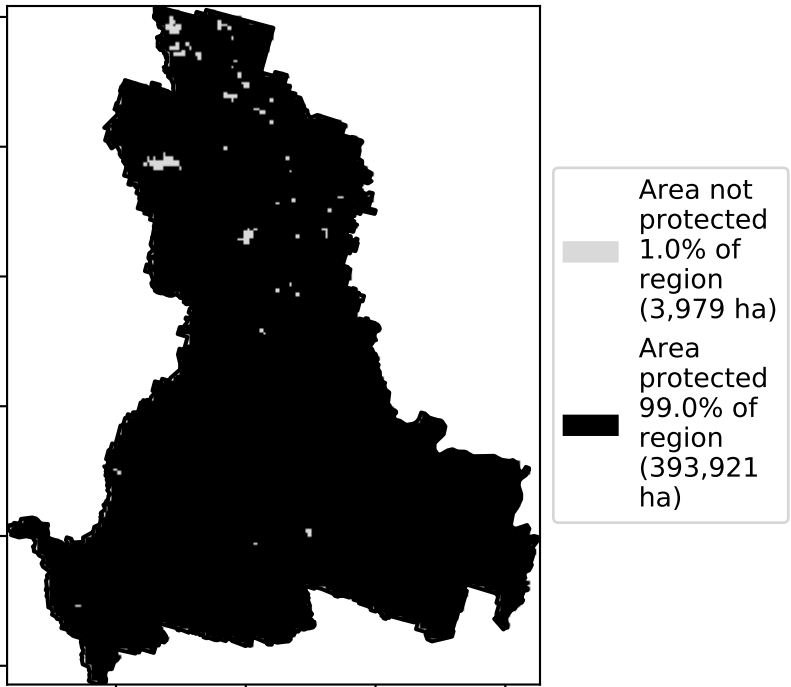 Area not
protected
1.0% of
region
(3,979 ha)
Area
protected
99.0% of
region
(393,921
ha)